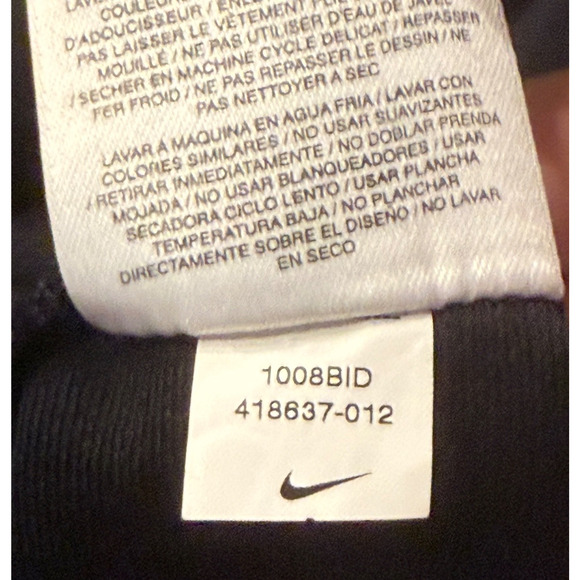 COULEURS
D'ADOUCISSEUR / ENL
PAS LAISSER LE VÊTEMENT PLIÉ
MOUILLÉ / NE PAS UTILISER D'EAU DE JAVEL
/ SÉCHER EN MACHINE CYCLE DÉLICAT / REPASSER
FER FROID / NE PAS REPASSER LE DESSIN / NE
PAS NETTOYER A SEC
LAVAR A MAQUINA EN AGUA FRIA / LAVAR CON
COLORES SIMILARES / NO USAR SUAVIZANTES
/ RETIRAR INMEDIATAMENTE / NO DOBLAR PRENDA
MOJADA / NO USAR BLANQUEADORES / USAR
SECADORA CICLO LENTO / USAR PLANCHA
TEMPERATURA BAJA / NO PLANCHAR
DIRECTAMENTE SOBRE EL DISEÑO / NO LAVAR
EN SECO
1008BID
418637-012